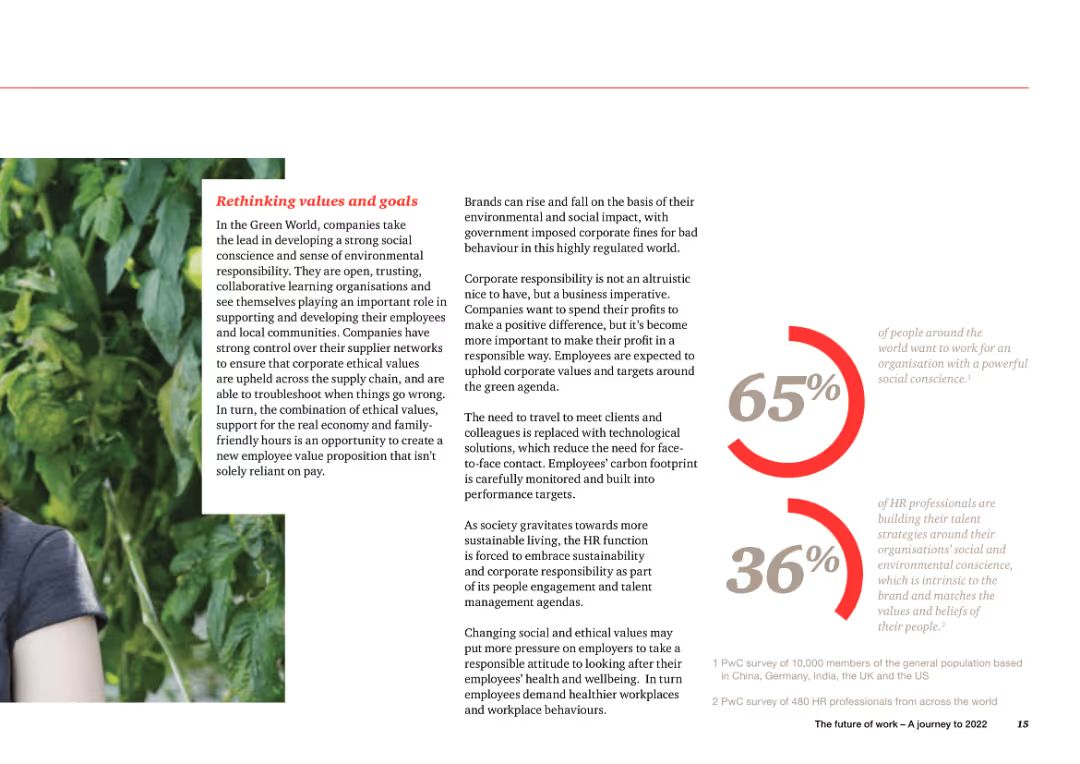 Rethinking values and goals
In the Green World, companies take
the lead in developing a strong social
conscience and sense of environmental
responsibility. They are open, trusting,
collaborative learning organisations and
see themselves playing an important role in
supporting and developing their employees
and local communities. Companies have
strong control over their supplier networks
to ensure that corporate ethical values
are upheld across the supply chain, and are
able to troubleshoot when things go wrong.
In turn, the combination of ethical values,
support for the real economy and family-
friendly hours is an opportunity to create a
new employee value proposition that isn't
solely reliant on pay.
Brands can rise and fall on the basis of their
environmental and social impact, with
government imposed corporate fines for bad
behaviour in this highly regulated world.
Corporate responsibility is not an altruistic
nice to have, but a business imperative.
Companies want to spend their profits to
make a positive difference, but it's become
more important to make their profit in a
responsible way. Employees are expected to
uphold corporate values and targets around
the green agenda.
The need to travel to meet clients and
colleagues is replaced with technological
solutions, which reduce the need for face-
to-face contact. Employees' carbon footprint
is carefully monitored and built into
performance targets.
As society gravitates towards more
sustainable living, the HR function
is forced to embrace sustainability
and corporate responsibility as part
of its people engagement and talent
management agendas.
Changing social and ethical values may
put more pressure on employers to take a
responsible attitude to looking after their
employees' health and wellbeing. In turn
employees demand healthier workplaces
and workplace behaviours.
65%
of people around the
world want to work for an
organisation with a powerful
social conscience.¹
36%
of HR professionals are
building their talent
strategies around their
organisations' social and
environmental conscience,
which is intrinsic to the
brand and matches the
values and beliefs of
their people.²
1 PwC survey of 10,000 members of the general population based
in China, Germany, India, the UK and the US
2 PwC survey of 480 HR professionals from across the world
The future of work – A journey to 2022 15